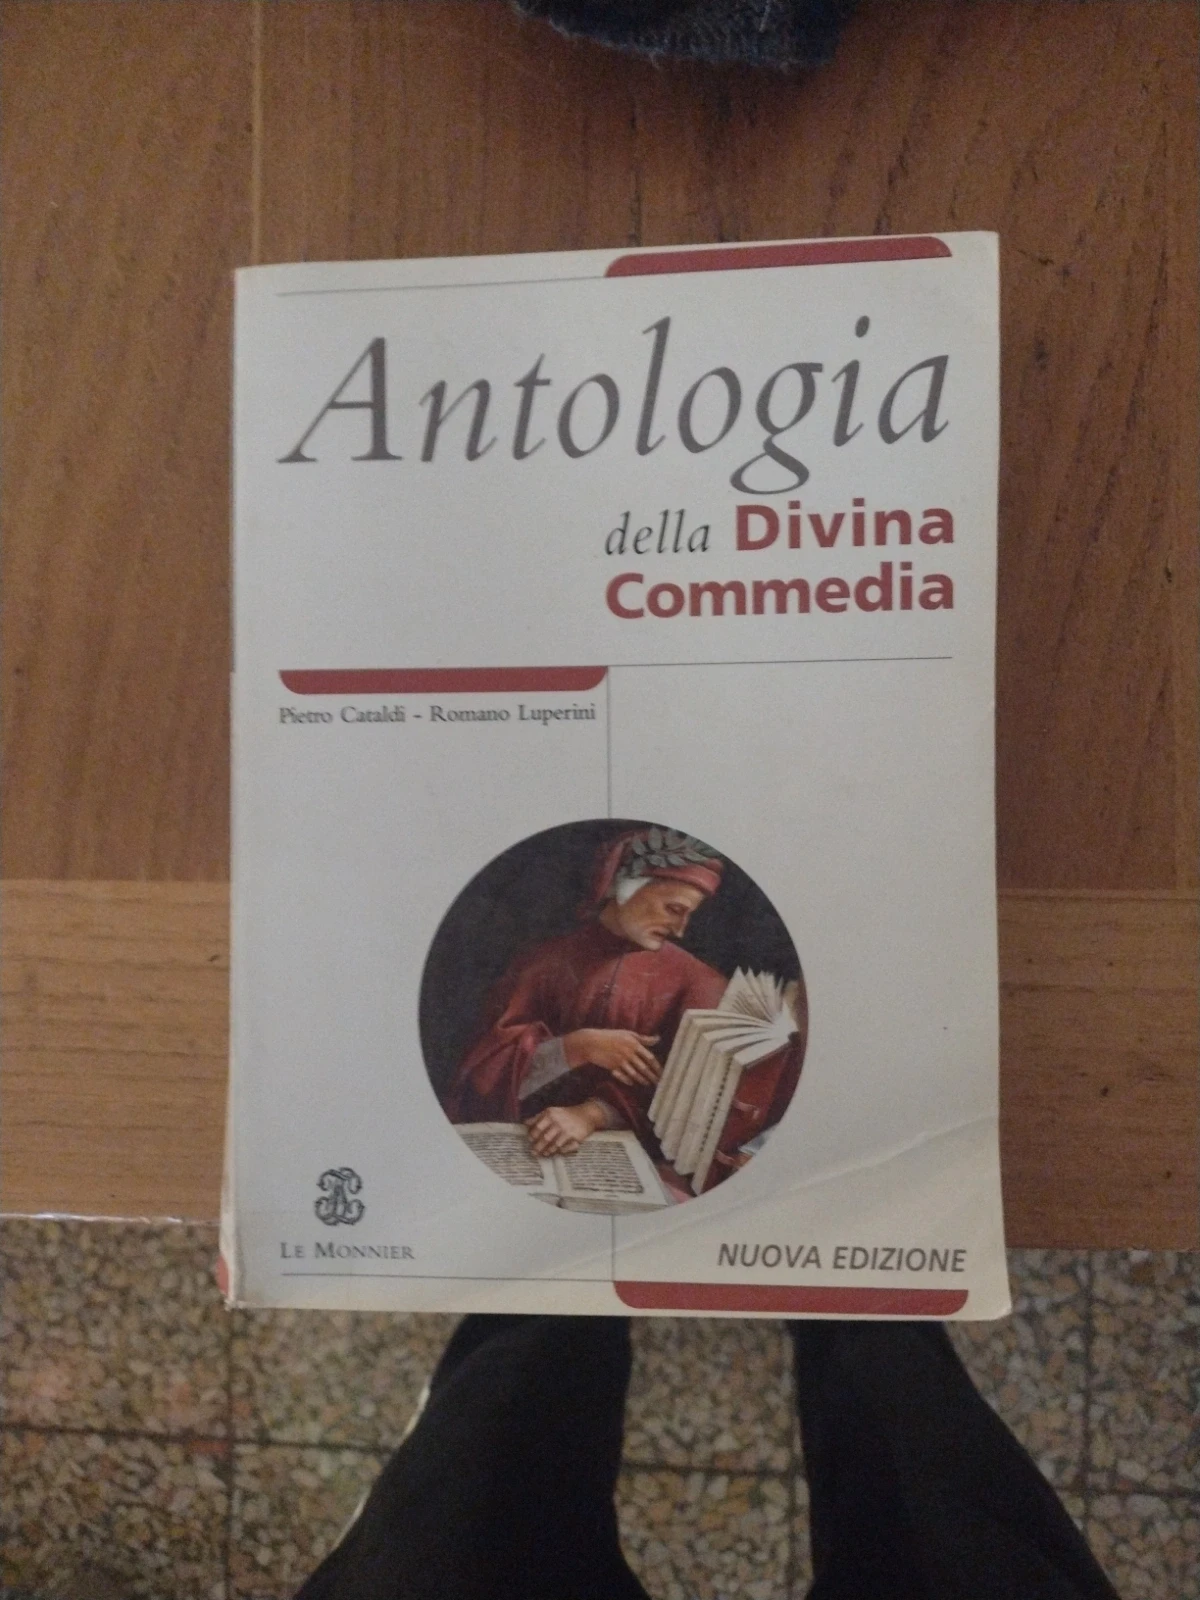 Antologia
della Divina
Commedia
Pietro Cataldi - Romano Luperini
LE MONNIER
NUOVA EDIZIONE